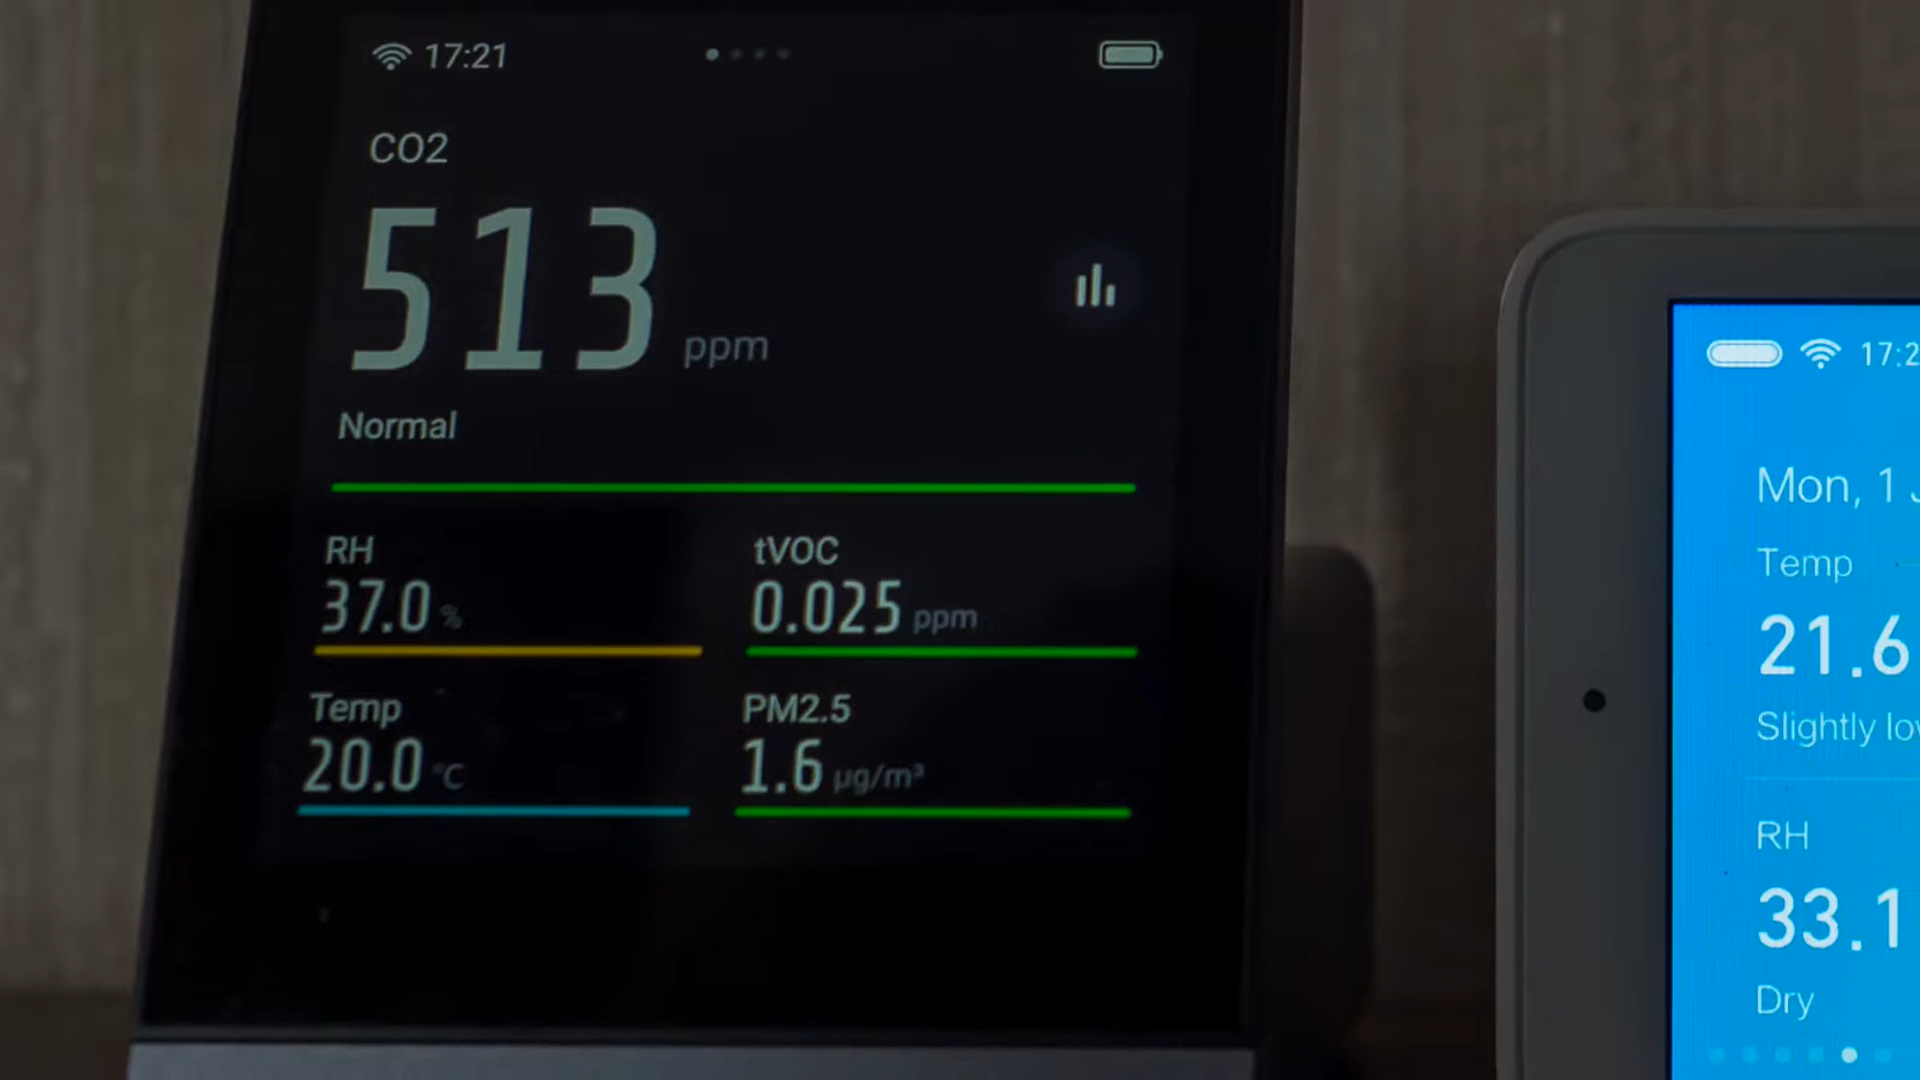 17:21
CO2
513 ppm
Normal
RH
37.0 %
tVOC
0.025 ppm
Temp
20.0 °C
PM2.5
1.6 µg/m³
17:2
Mon, 1
Temp
21.6
Slightly
RH
33.1
Dry